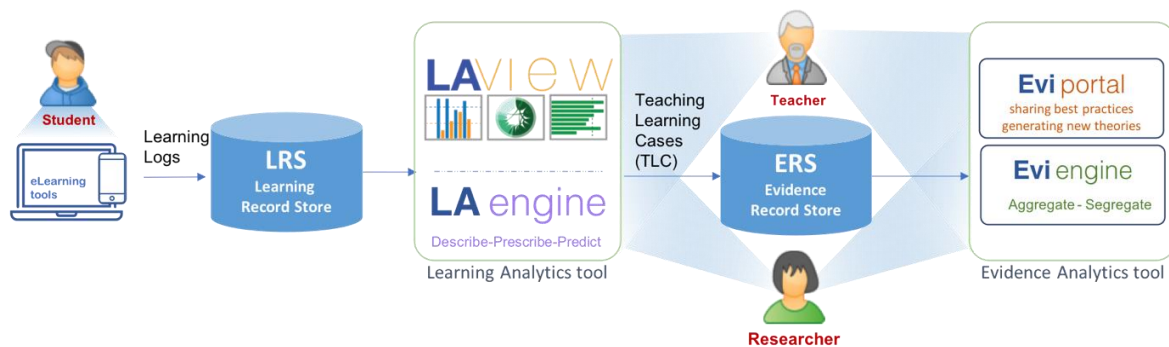 Student
eLearning
tools
Learning
Logs
LRS
Learning
Record Store
LAVIEW
LA engine
Describe-Prescribe-Predict
Learning Analytics tool
Teaching
Learning
Cases
(TLC)
Teacher
ERS
Evidence
Record Store
Researcher
Evi portal
sharing best practices
generating new theories
Evi engine
Aggregate - Segregate
Evidence Analytics tool